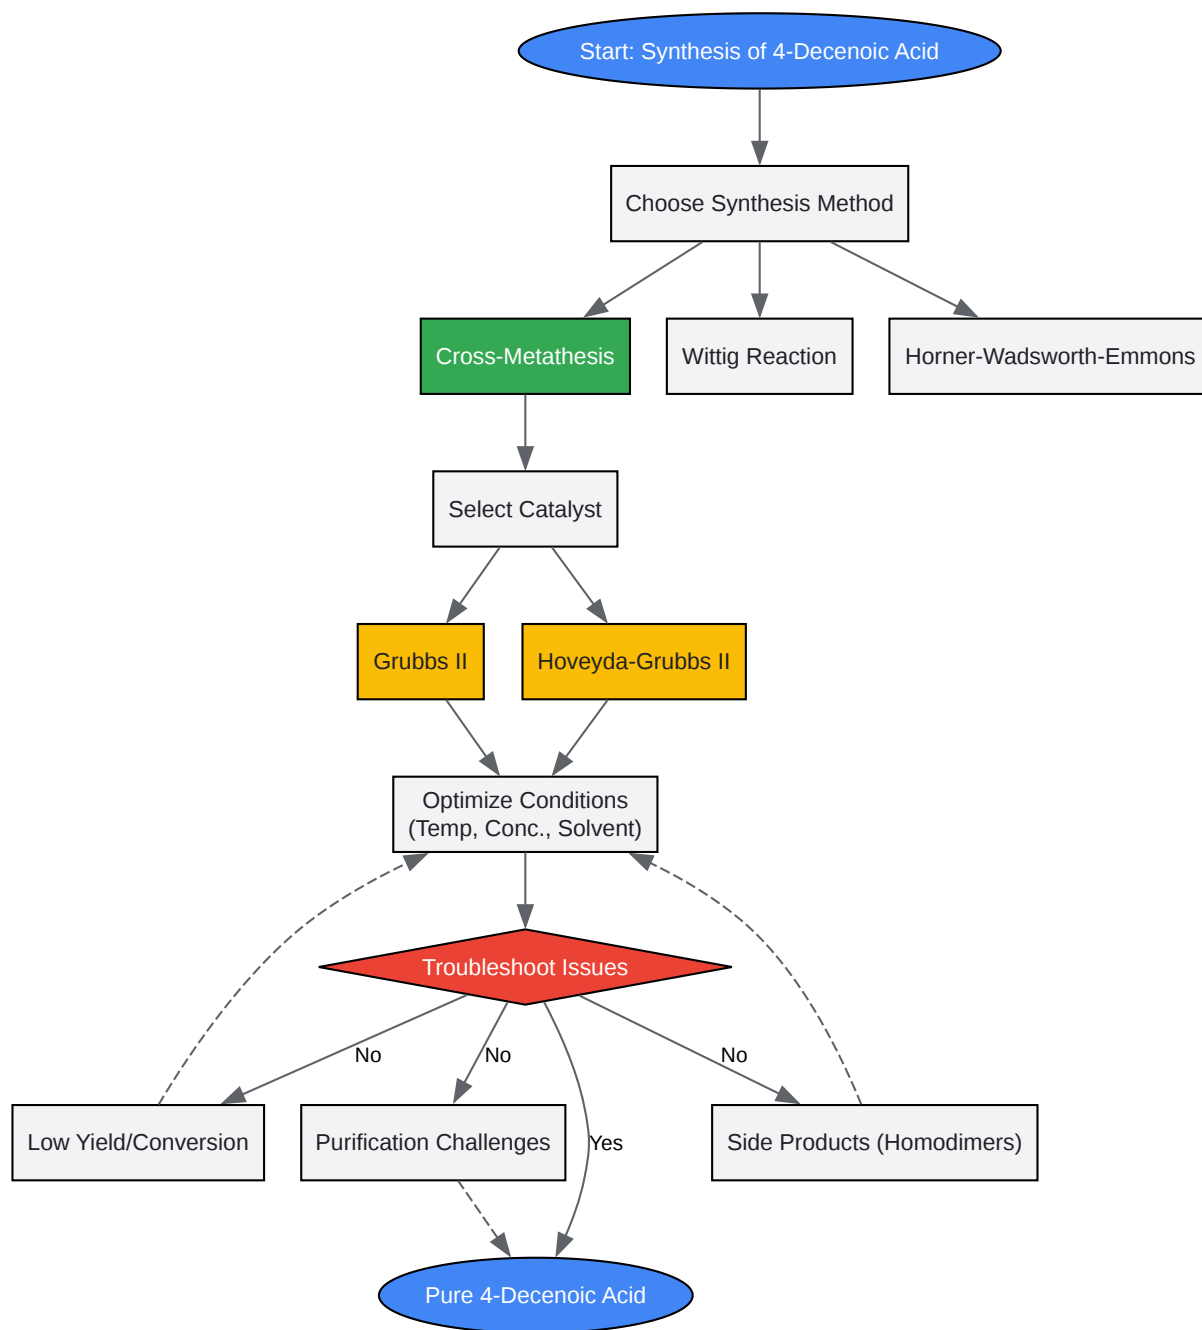 Start: Synthesis of 4-Decenoic Acid
Choose Synthesis Method
Cross-Metathesis
Wittig Reaction
Horner-Wadsworth-Emmons
Select Catalyst
Grubbs II
Hoveyda-Grubbs II
Optimize Conditions
(Temp, Conc., Solvent)
Troubleshoot Issues
No
No
No
Low Yield/Conversion
Purification Challenges
Yes
Side Products (Homodimers)
Pure 4-Decenoic Acid